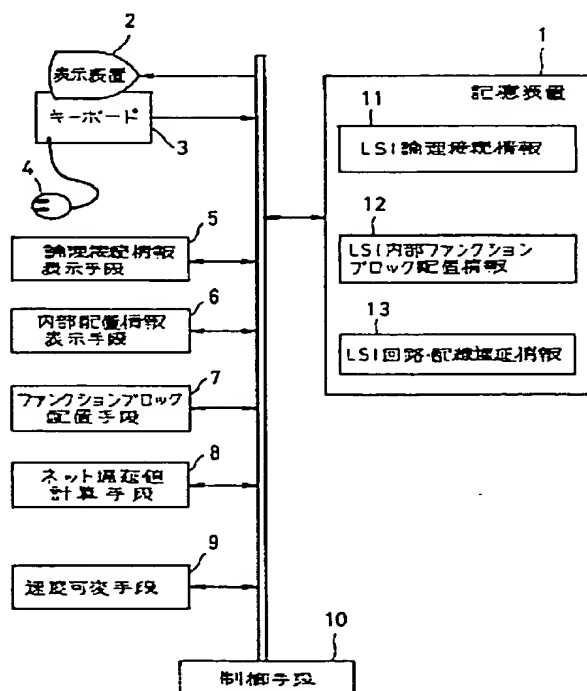 2
表示装置
キーボード
3
4
5
論理接続情報
表示手段
6
内部配置情報
表示手段
7
ファンクションブロック
配置手段
8
ネット遅延値
計算手段
9
速度可変手段
10
制御手段
1
記憶装置
11
LSI論理接続情報
12
LSI内部ファンクション
ブロック配置情報
13
LSI回路・配線遅延情報